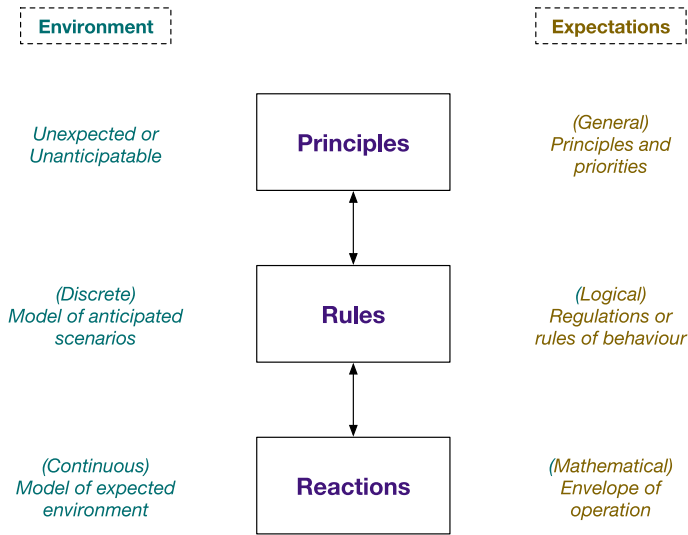 Environment
Expectations
Unexpected or
Unanticipatable
Principles
(General)
Principles and
priorities
(Discrete)
Model of anticipated
scenarios
Rules
(Logical)
Regulations or
rules of behaviour
(Continuous)
Model of expected
environment
Reactions
(Mathematical)
Envelope of
operation